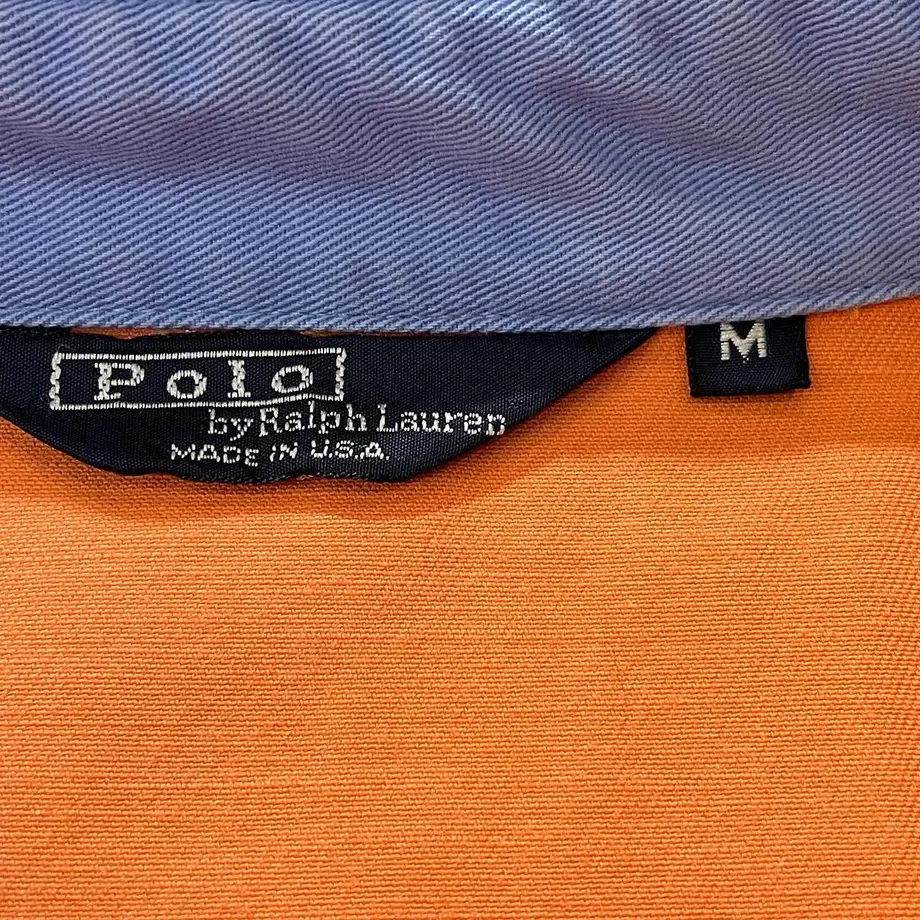 Polo
by Ralph Lauren
MADE IN U.S.A.
M